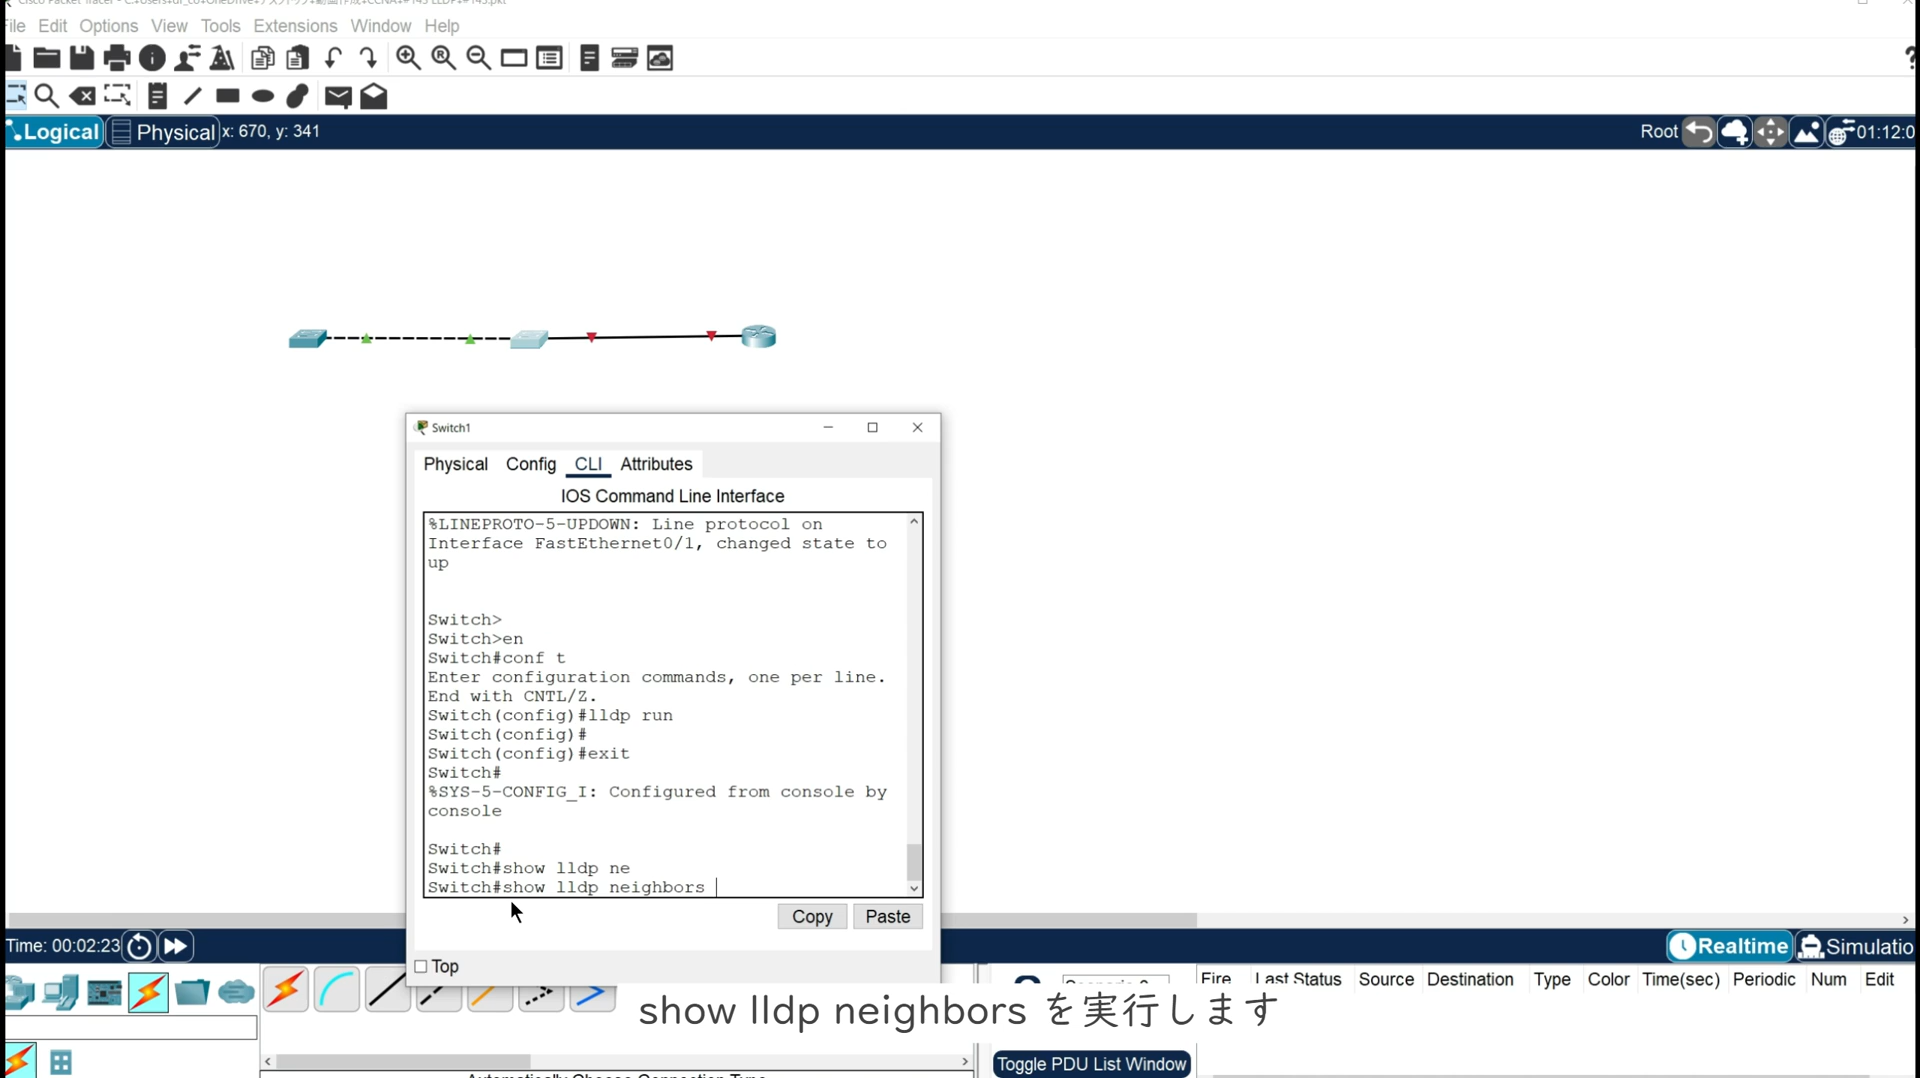 File Edit Options View Tools Extensions Window Help
Logical Physical x: 670, y: 341 Root 01:12:0
Switch1
Physical Config CLI Attributes
IOS Command Line Interface
%LINEPROTO-5-UPDOWN: Line protocol on
Interface FastEthernet0/1, changed state to
up
Switch>
Switch>en
Switch#conf t
Enter configuration commands, one per line.
End with CNTL/Z.
Switch(config)#lldp run
Switch(config)#
Switch(config)#exit
Switch#
%SYS-5-CONFIG_I: Configured from console by
console
Switch#
Switch#show lldp ne
Switch#show lldp neighbors
Copy Paste
Top
Time: 00:02:23 Realtime Simulatio
Fire Last Status Source Destination Type Color Time(sec) Periodic Num Edit
show lldp neighbors を実行します
Toggle PDU List Window